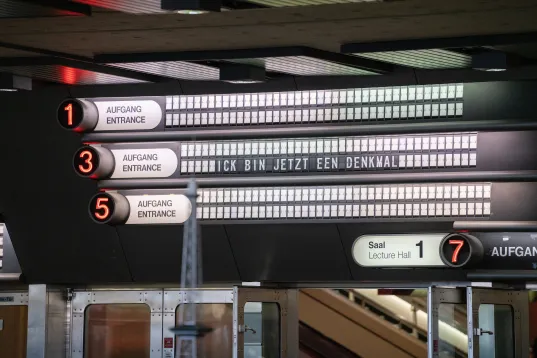 1 AUFGANG
ENTRANCE
3 AUFGANG
ENTRANCE
ICK BIN JETZT EEN DENKMAL
5 AUFGANG
ENTRANCE
Saal 1
Lecture Hall
7 AUFGANG